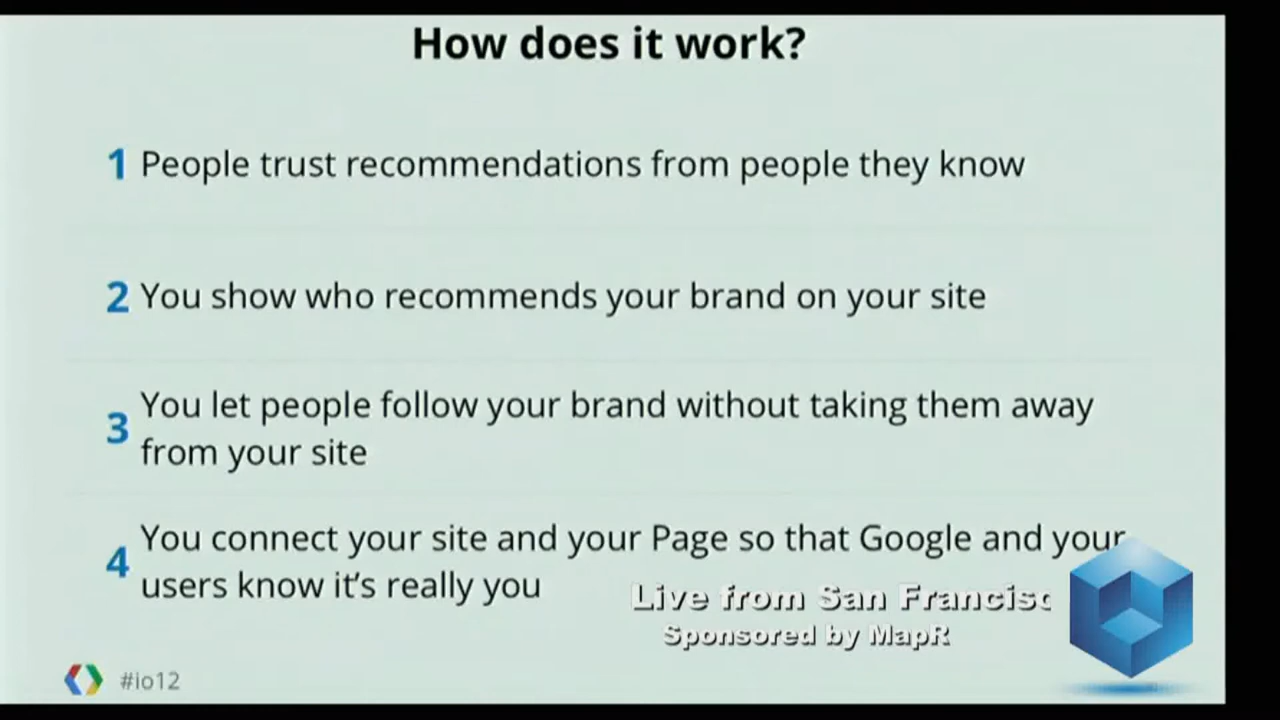 How does it work?
1 People trust recommendations from people they know
2 You show who recommends your brand on your site
3 You let people follow your brand without taking them away
from your site
4 You connect your site and your Page so that Google and your
users know it's really you
Live from San Francisc
Sponsored by MapR
#io12